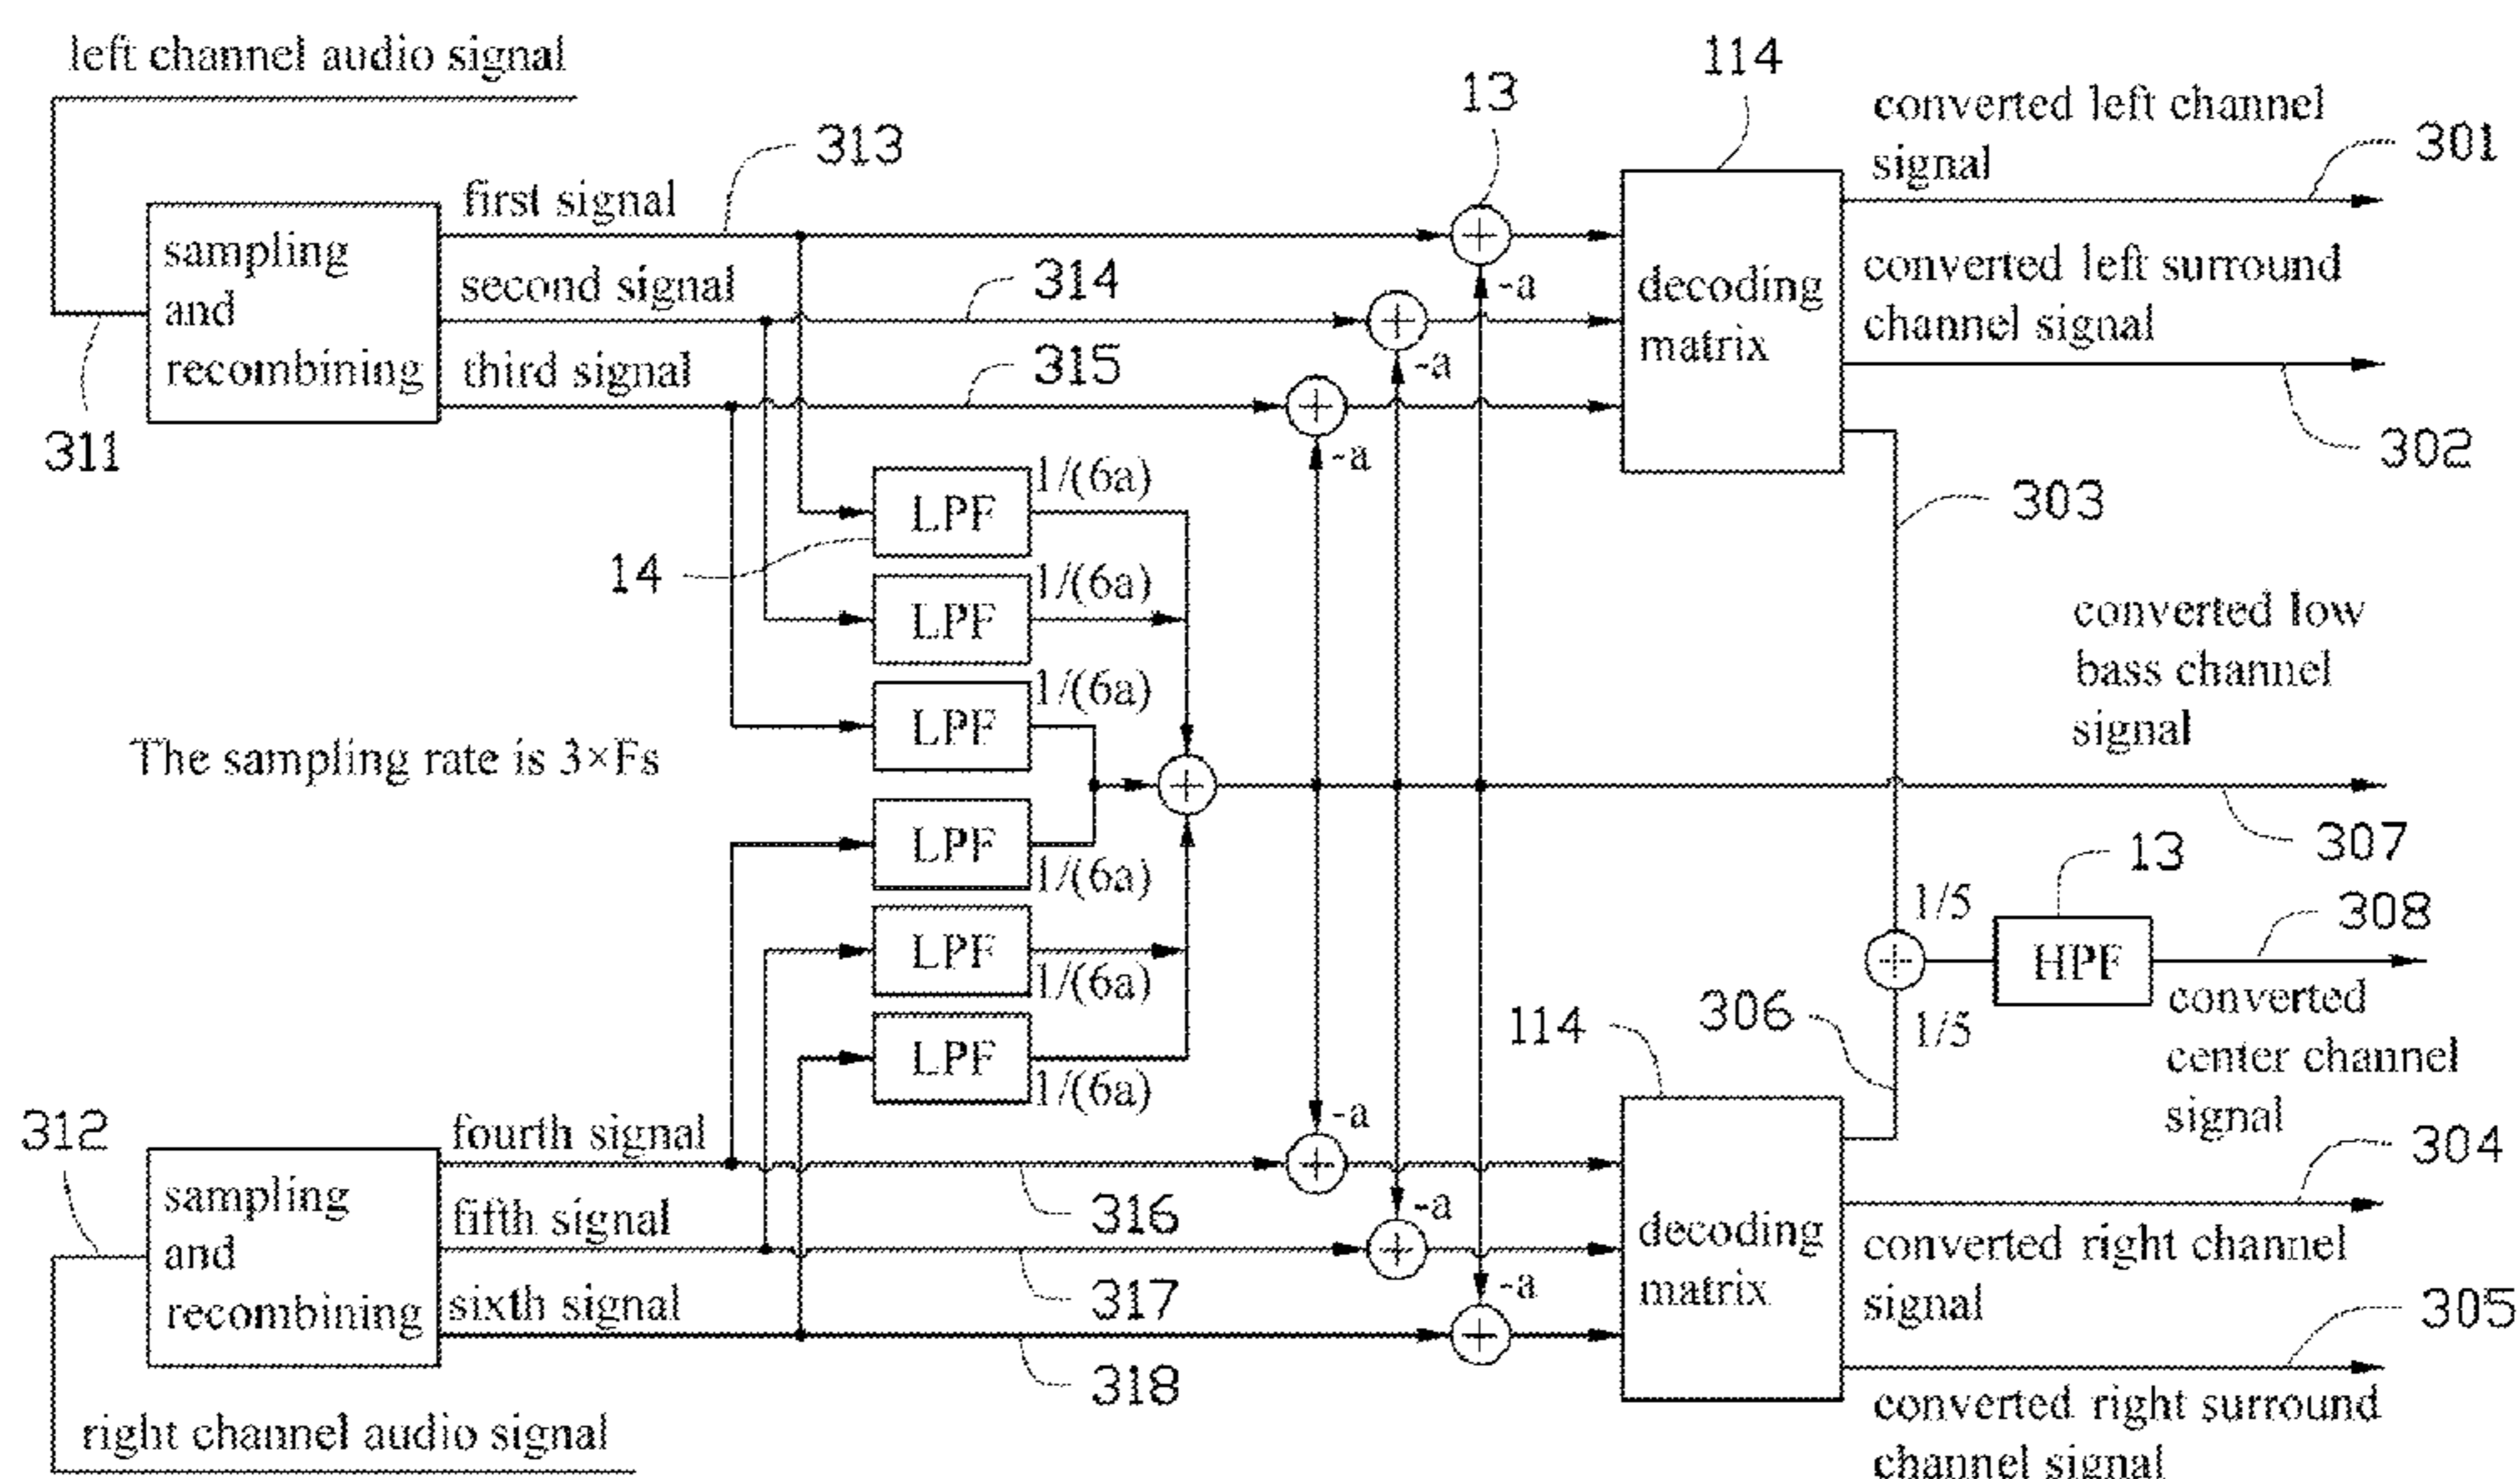 left channel audio signal
114
13
converted left channel
signal
301
313
first signal
sampling
and
recombining
second signal
314
-a
decoding
matrix
converted left surround
channel signal
third signal
315
-a
311
302
-a
1/(6a)
LPF
303
14
1/(6a)
LPF
converted low
bass channel
signal
1/(6a)
LPF
The sampling rate is 3×Fs
LPF
1/(6a)
307
13
1/5
308
LPF
1/(6a)
HPF
converted
center channel
signal
306
1/5
114
LPF
1/(6a)
312
fourth signal
-a
304
sampling
and
recombining
316
fifth signal
-a
decoding
matrix
converted right channel
signal
317
sixth signal
-a
305
318
right channel audio signal
converted right surround
channel signal